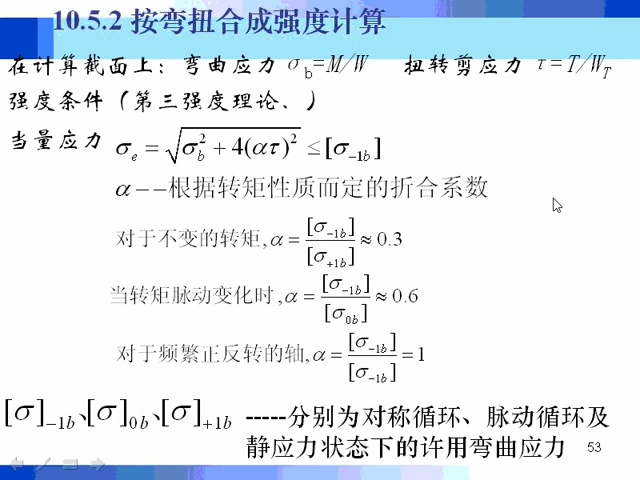 10.5.2 按弯扭合成强度计算
在计算截面上：弯曲应力 σb=M/W 扭转剪应力 τ=T/WT
强度条件（第三强度理论、）
当量应力 σe = √(σb² + 4(ατ)²) ≤ [σ−1b]
α−−根据转矩性质而定的折合系数
对于不变的转矩,α = [σ−1b]/[σ+1b] ≈ 0.3
当转矩脉动变化时,α = [σ−1b]/[σ0b] ≈ 0.6
对于频繁正反转的轴,α = [σ−1b]/[σ−1b] = 1
[σ]−1b、[σ]0b、[σ]+1b -----分别为对称循环、脉动循环及
静应力状态下的许用弯曲应力
53